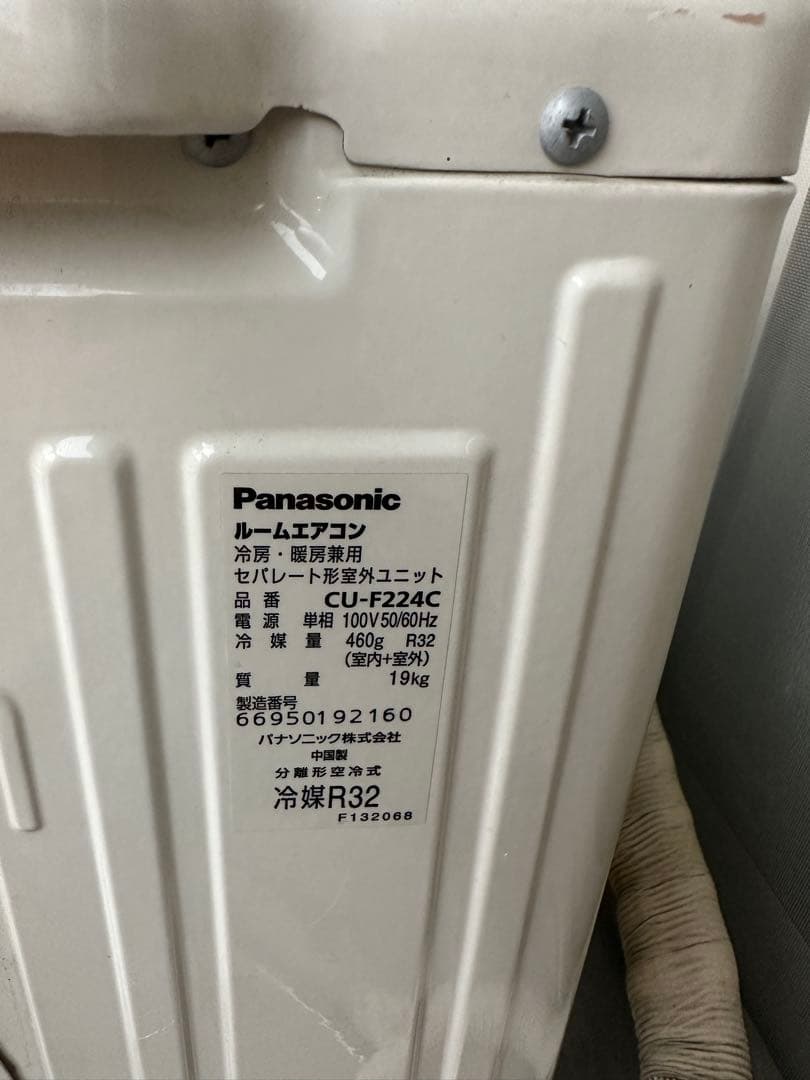 Panasonic
ルームエアコン
冷房・暖房兼用
セパレート形室外ユニット
品番 CU-F224C
電源 単相 100V 50/60Hz
冷媒量 460g R32
(室内+室外)
質量 19kg
製造番号
66950192160
パナソニック株式会社
中国製
分離形空冷式
冷媒R32
F132068